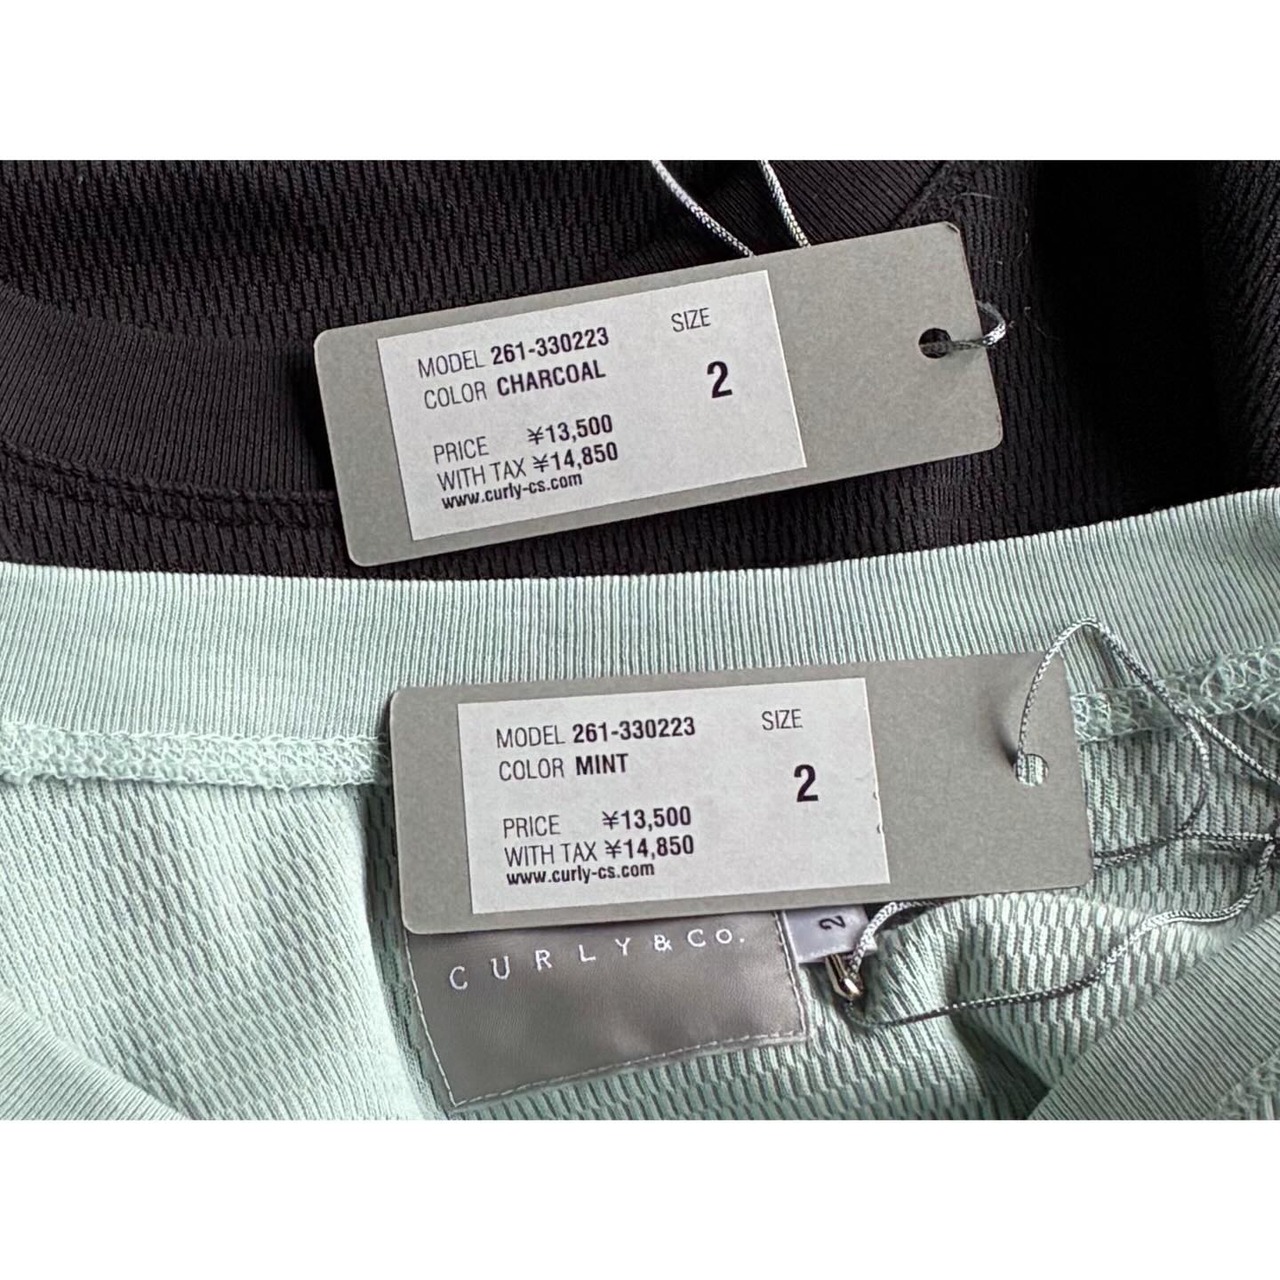 MODEL 261-330223 SIZE
COLOR CHARCOAL
2
PRICE ¥13,500
WITH TAX ¥14,850
www.curly-cs.com
MODEL 261-330223 SIZE
COLOR MINT
2
PRICE ¥13,500
WITH TAX ¥14,850
www.curly-cs.com
CURLY & Co.
2